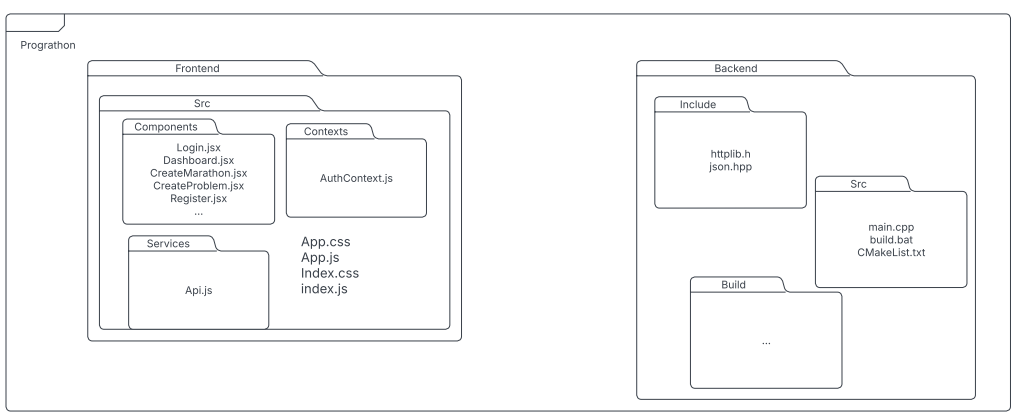 Prograthon
Frontend
Src
Components
Login.jsx
Dashboard.jsx
CreateMarathon.jsx
CreateProblem.jsx
Register.jsx
...
Contexts
AuthContext.js
Services
Api.js
App.css
App.js
Index.css
index.js
Backend
Include
httplib.h
json.hpp
Src
main.cpp
build.bat
CMakeList.txt
Build
...